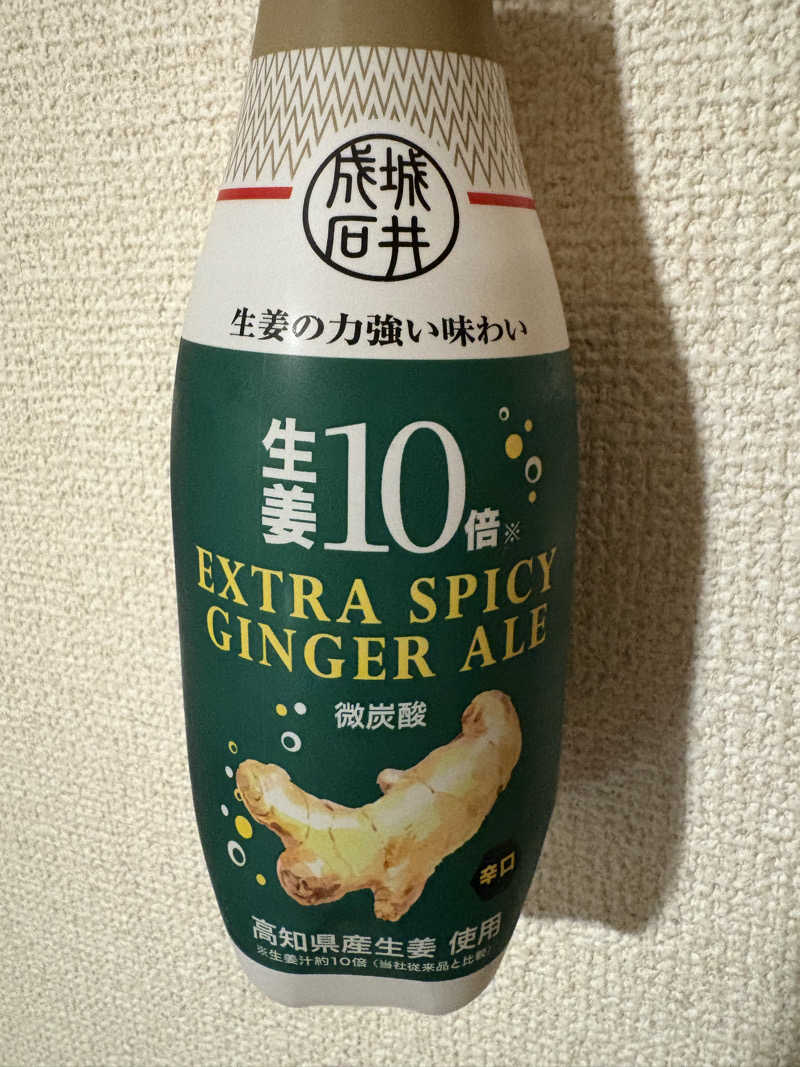 成城
石井
生姜の力強い味わい
生姜10倍※
EXTRA SPICY
GINGER ALE
微炭酸
辛口
高知県産生姜 使用
※生姜汁約10倍（当社従来品と比較）